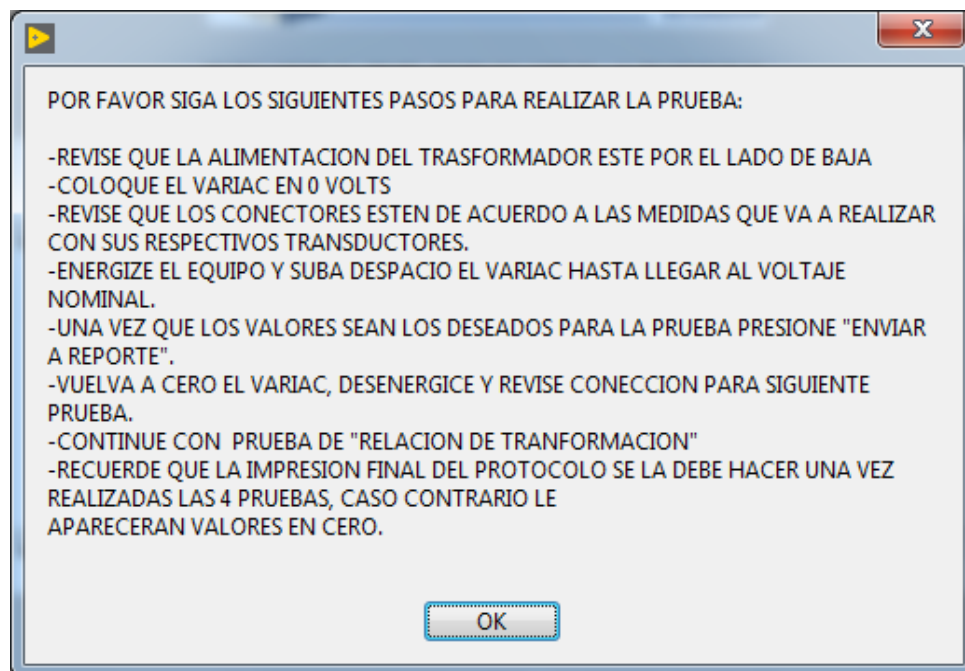 POR FAVOR SIGA LOS SIGUIENTES PASOS PARA REALIZAR LA PRUEBA:
-REVISE QUE LA ALIMENTACION DEL TRASFORMADOR ESTE POR EL LADO DE BAJA
-COLOQUE EL VARIAC EN 0 VOLTS
-REVISE QUE LOS CONECTORES ESTEN DE ACUERDO A LAS MEDIDAS QUE VA A REALIZAR
CON SUS RESPECTIVOS TRANSDUCTORES.
-ENERGIZE EL EQUIPO Y SUBA DESPACIO EL VARIAC HASTA LLEGAR AL VOLTAJE
NOMINAL.
-UNA VEZ QUE LOS VALORES SEAN LOS DESEADOS PARA LA PRUEBA PRESIONE "ENVIAR
A REPORTE".
-VUELVA A CERO EL VARIAC, DESENERGICE Y REVISE CONECCION PARA SIGUIENTE
PRUEBA.
-CONTINUE CON  PRUEBA DE "RELACION DE TRANFORMACION"
-RECUERDE QUE LA IMPRESION FINAL DEL PROTOCOLO SE LA DEBE HACER UNA VEZ
REALIZADAS LAS 4 PRUEBAS, CASO CONTRARIO LE
APARECERAN VALORES EN CERO.
OK